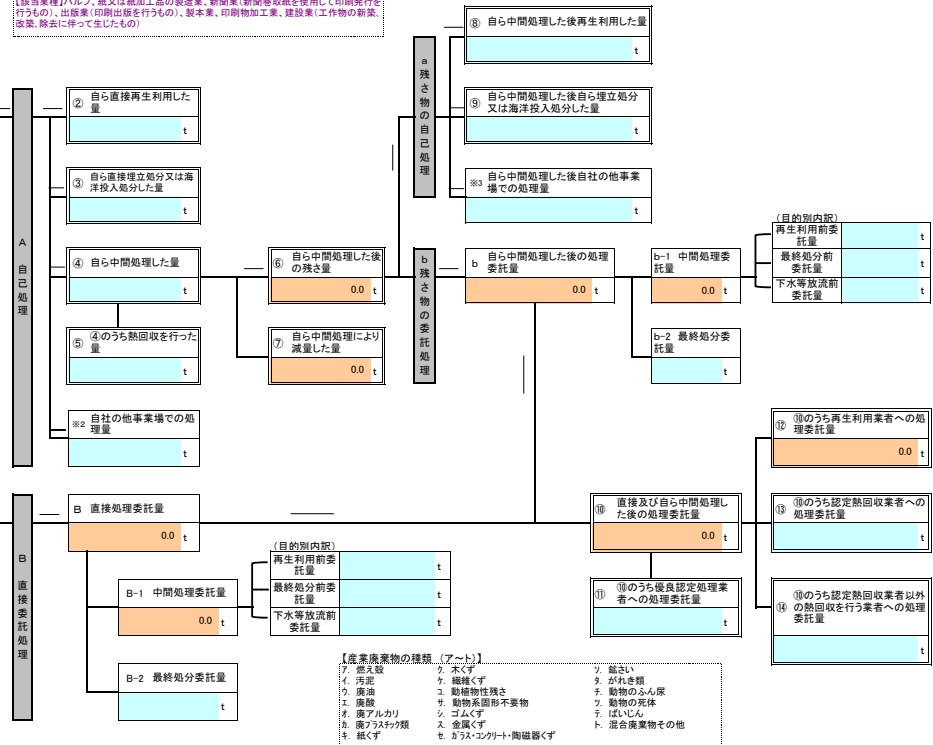 【該当業種】パルプ、紙又は紙加工品の製造業、新聞業(新聞巻取紙を使用して印刷発行を
行うもの)、出版業(印刷出版を行うもの)、製本業、印刷物加工業、建設業(工作物の新築、
改築、除去に伴って生じたもの)
⑧ 自ら中間処理した後再生利用した量
t
a 残さ物の自己処理
② 自ら直接再生利用した
量
t
⑨ 自ら中間処理した後自ら埋立処分
又は海洋投入処分した量
t
③ 自ら直接埋立処分又は海
洋投入処分した量
t
※3 自ら中間処理した後自社の他事業
場での処理量
t
A 自己処理
④ 自ら中間処理した量
t
⑥ 自ら中間処理した後
の残さ量
0.0 t
b 残さ物の委託処理
b 自ら中間処理した後の処理
委託量
0.0 t
b-1 中間処理委
託量
0.0 t
(目的別内訳)
再生利用前委
託量
t
最終処分前
委託量
t
下水等放流前
委託量
t
⑤ ④のうち熱回収を行った
量
t
⑦ 自ら中間処理により
減量した量
0.0 t
b-2 最終処分委
託量
t
※2 自社の他事業場での処
理量
t
⑫ ⑩のうち再生利用業者への処
理委託量
0.0 t
B 直接委託処理
B 直接処理委託量
0.0 t
⑩ 直接及び自ら中間処理し
た後の処理委託量
0.0 t
⑬ ⑩のうち認定熱回収業者への
処理委託量
t
B-1 中間処理委託量
0.0 t
(目的別内訳)
再生利用前委
託量
t
最終処分前委
託量
t
下水等放流前
委託量
t
⑪ ⑩のうち優良認定処理業
者への処理委託量
t
⑭ ⑩のうち認定熱回収業者以外
の熱回収を行う業者への処理
委託量
t
B-2 最終処分委託量
t
【産業廃棄物の種類 (ア～ト)】
ア. 燃え殻 ク. 木くず ソ. 鉱さい
イ. 汚泥 ケ. 繊維くず タ. がれき類
ウ. 廃油 コ. 動植物性残さ チ. 動物のふん尿
エ. 廃酸 サ. 動物系固形不要物 ツ. 動物の死体
オ. 廃アルカリ シ. ゴムくず テ. ばいじん
カ. 廃プラスチック類 ス. 金属くず ト. 混合廃棄物その他
キ. 紙くず セ. ガラス・コンクリート・陶磁器くず